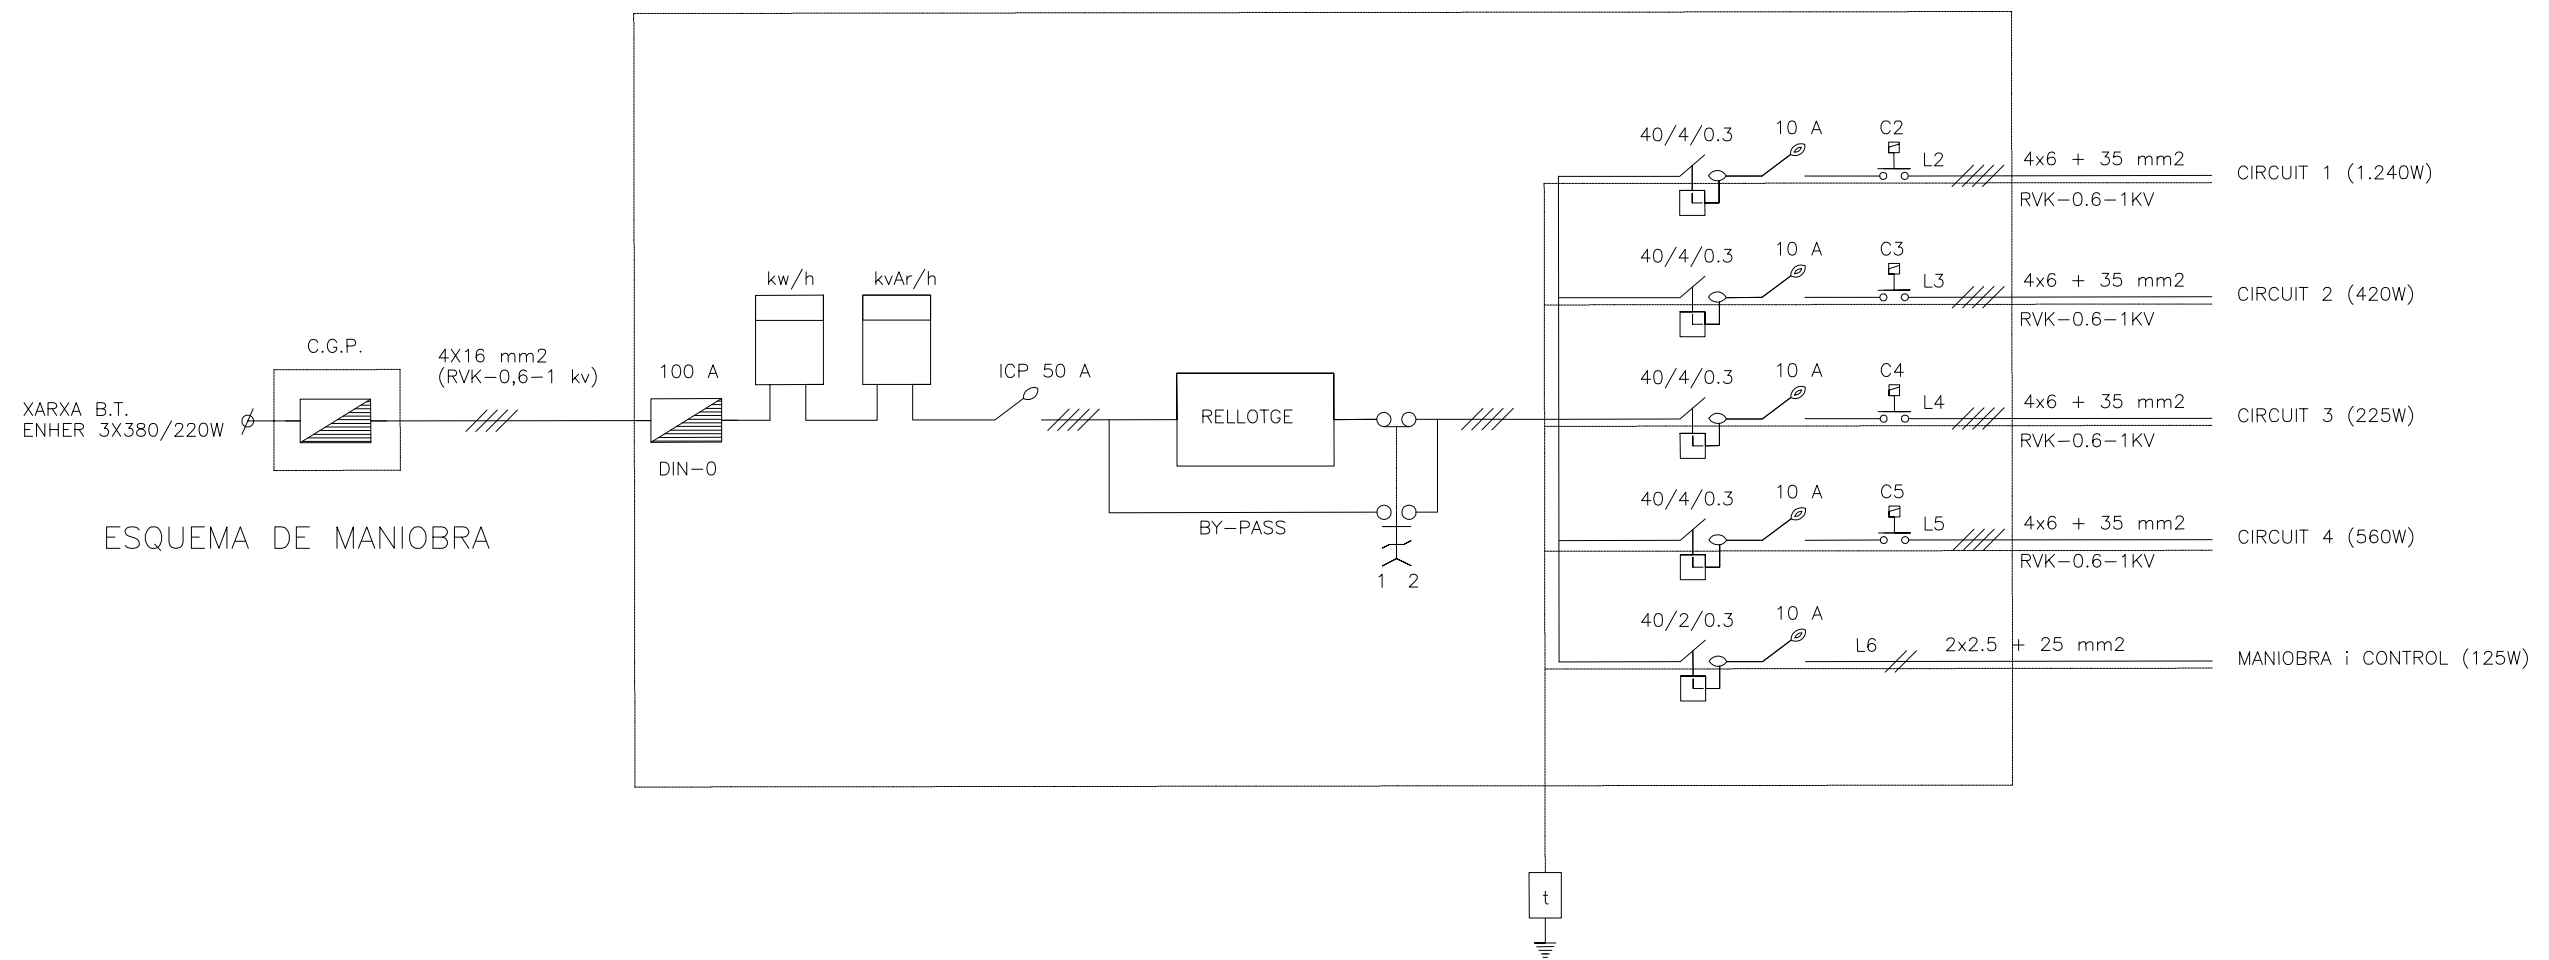 XARXA B.T.
ENHER 3X380/220W
C.G.P.
4X16 mm2
(RVK-0,6-1 kv)
ESQUEMA DE MANIOBRA
100 A
DIN-0
kw/h
kvAr/h
ICP 50 A
RELLOTGE
BY-PASS
1 2
40/4/0.3
10 A
C2
L2
4x6 + 35 mm2
RVK-0.6-1KV
CIRCUIT 1 (1.240W)
40/4/0.3
10 A
C3
L3
4x6 + 35 mm2
RVK-0.6-1KV
CIRCUIT 2 (420W)
40/4/0.3
10 A
C4
L4
4x6 + 35 mm2
RVK-0.6-1KV
CIRCUIT 3 (225W)
40/4/0.3
10 A
C5
L5
4x6 + 35 mm2
RVK-0.6-1KV
CIRCUIT 4 (560W)
40/2/0.3
10 A
L6
2x2.5 + 25 mm2
MANIOBRA i CONTROL (125W)
t